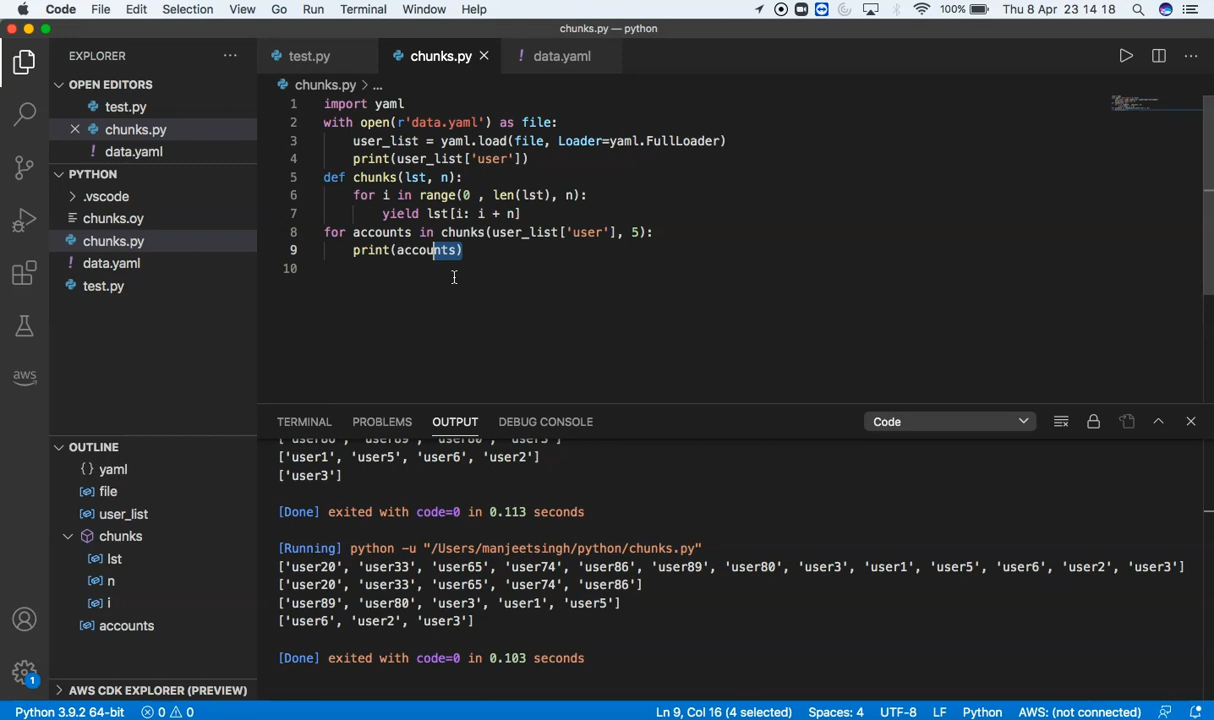 Code File Edit Selection View Go Run Terminal Window Help 100% Thu 8 Apr 23 14 18
chunks.py — python
EXPLORER
test.py chunks.py data.yaml
OPEN EDITORS
test.py
chunks.py
data.yaml
PYTHON
.vscode
chunks.oy
chunks.py
data.yaml
test.py
chunks.py > ...
1 import yaml
2 with open(r'data.yaml') as file:
3 user_list = yaml.load(file, Loader=yaml.FullLoader)
4 print(user_list['user'])
5 def chunks(lst, n):
6 for i in range(0 , len(lst), n):
7 yield lst[i: i + n]
8 for accounts in chunks(user_list['user'], 5):
9 print(accounts)
10
aws
OUTLINE
{} yaml
file
user_list
chunks
lst
n
i
accounts
AWS CDK EXPLORER (PREVIEW)
TERMINAL PROBLEMS OUTPUT DEBUG CONSOLE Code
['user86', 'user89', 'user80', 'user3']
['user1', 'user5', 'user6', 'user2']
['user3']
[Done] exited with code=0 in 0.113 seconds
[Running] python -u "/Users/manjeetsingh/python/chunks.py"
['user20', 'user33', 'user65', 'user74', 'user86', 'user89', 'user80', 'user3', 'user1', 'user5', 'user6', 'user2', 'user3']
['user20', 'user33', 'user65', 'user74', 'user86']
['user89', 'user80', 'user3', 'user1', 'user5']
['user6', 'user2', 'user3']
[Done] exited with code=0 in 0.103 seconds
1
Python 3.9.2 64-bit 0 0 Ln 9, Col 16 (4 selected) Spaces: 4 UTF-8 LF Python AWS: (not connected)